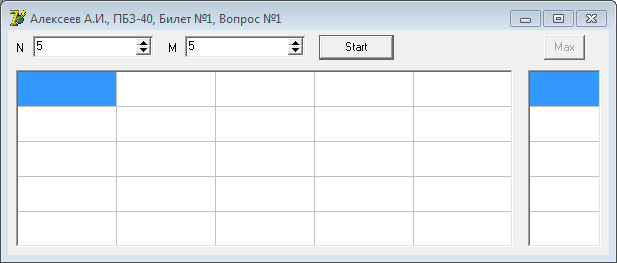 Алексеев А.И., ПБЗ-40, Билет №1, Вопрос №1
N 5 M 5 Start Max